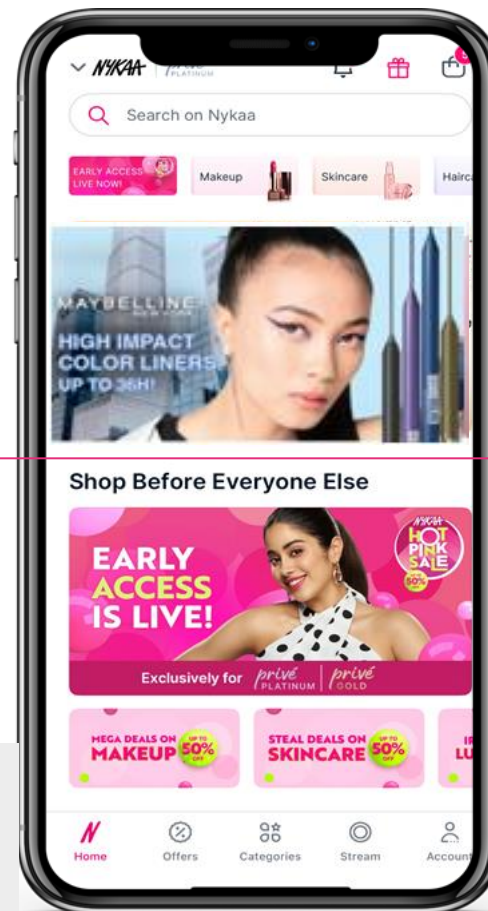 NYKAA
PLATINUM
Search on Nykaa
EARLY ACCESS
LIVE NOW!
Makeup
Skincare
MAYBELLINE
NEW YORK
HIGH IMPACT
COLOR LINERS
UP TO 36H!
Shop Before Everyone Else
EARLY
ACCESS
IS LIVE!
NYKAA
HOT
PINK
SALE
50%
Exclusively for privé PLATINUM | privé GOLD
MEGA DEALS ON
MAKEUP
UP TO
50%
OFF
STEAL DEALS ON
SKINCARE
UP TO
50%
OFF
LU
Home
Offers
Categories
Stream
Account